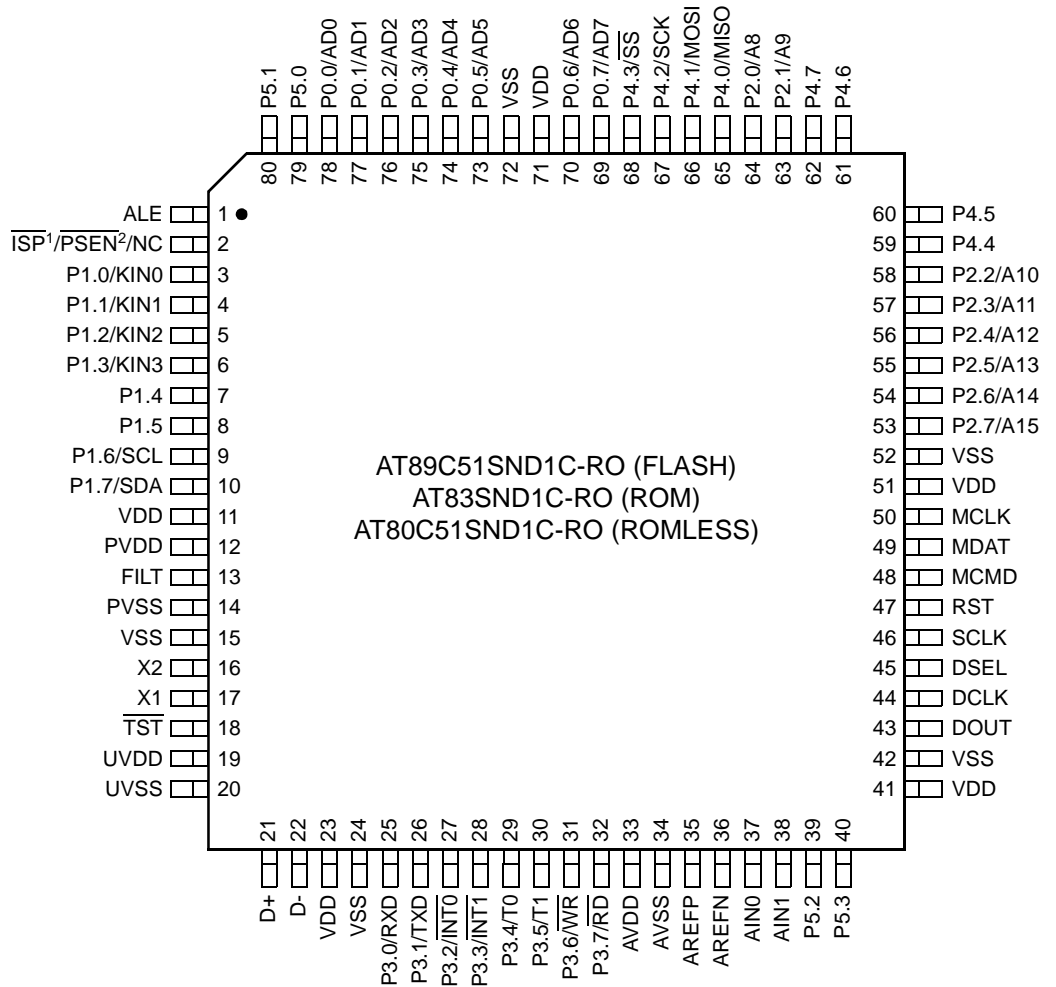 P5.1
P5.0
P0.0/AD0
P0.1/AD1
P0.2/AD2
P0.3/AD3
P0.4/AD4
P0.5/AD5
VSS
VDD
P0.6/AD6
P0.7/AD7
P4.3/S̅S̅
P4.2/SCK
P4.1/MOSI
P4.0/MISO
P2.0/A8
P2.1/A9
P4.7
P4.6
80
79
78
77
76
75
74
73
72
71
70
69
68
67
66
65
64
63
62
61
ALE 1
I̅S̅P̅¹/P̅S̅E̅N̅²/NC 2
P1.0/KIN0 3
P1.1/KIN1 4
P1.2/KIN2 5
P1.3/KIN3 6
P1.4 7
P1.5 8
P1.6/SCL 9
P1.7/SDA 10
VDD 11
PVDD 12
FILT 13
PVSS 14
VSS 15
X2 16
X1 17
T̅S̅T̅ 18
UVDD 19
UVSS 20
AT89C51SND1C-RO (FLASH)
AT83SND1C-RO (ROM)
AT80C51SND1C-RO (ROMLESS)
60 P4.5
59 P4.4
58 P2.2/A10
57 P2.3/A11
56 P2.4/A12
55 P2.5/A13
54 P2.6/A14
53 P2.7/A15
52 VSS
51 VDD
50 MCLK
49 MDAT
48 MCMD
47 RST
46 SCLK
45 DSEL
44 DCLK
43 DOUT
42 VSS
41 VDD
21
22
23
24
25
26
27
28
29
30
31
32
33
34
35
36
37
38
39
40
D+
D-
VDD
VSS
P3.0/RXD
P3.1/TXD
P3.2/I̅N̅T̅0̅
P3.3/I̅N̅T̅1̅
P3.4/T0
P3.5/T1
P3.6/W̅R̅
P3.7/R̅D̅
AVDD
AVSS
AREFP
AREFN
AIN0
AIN1
P5.2
P5.3